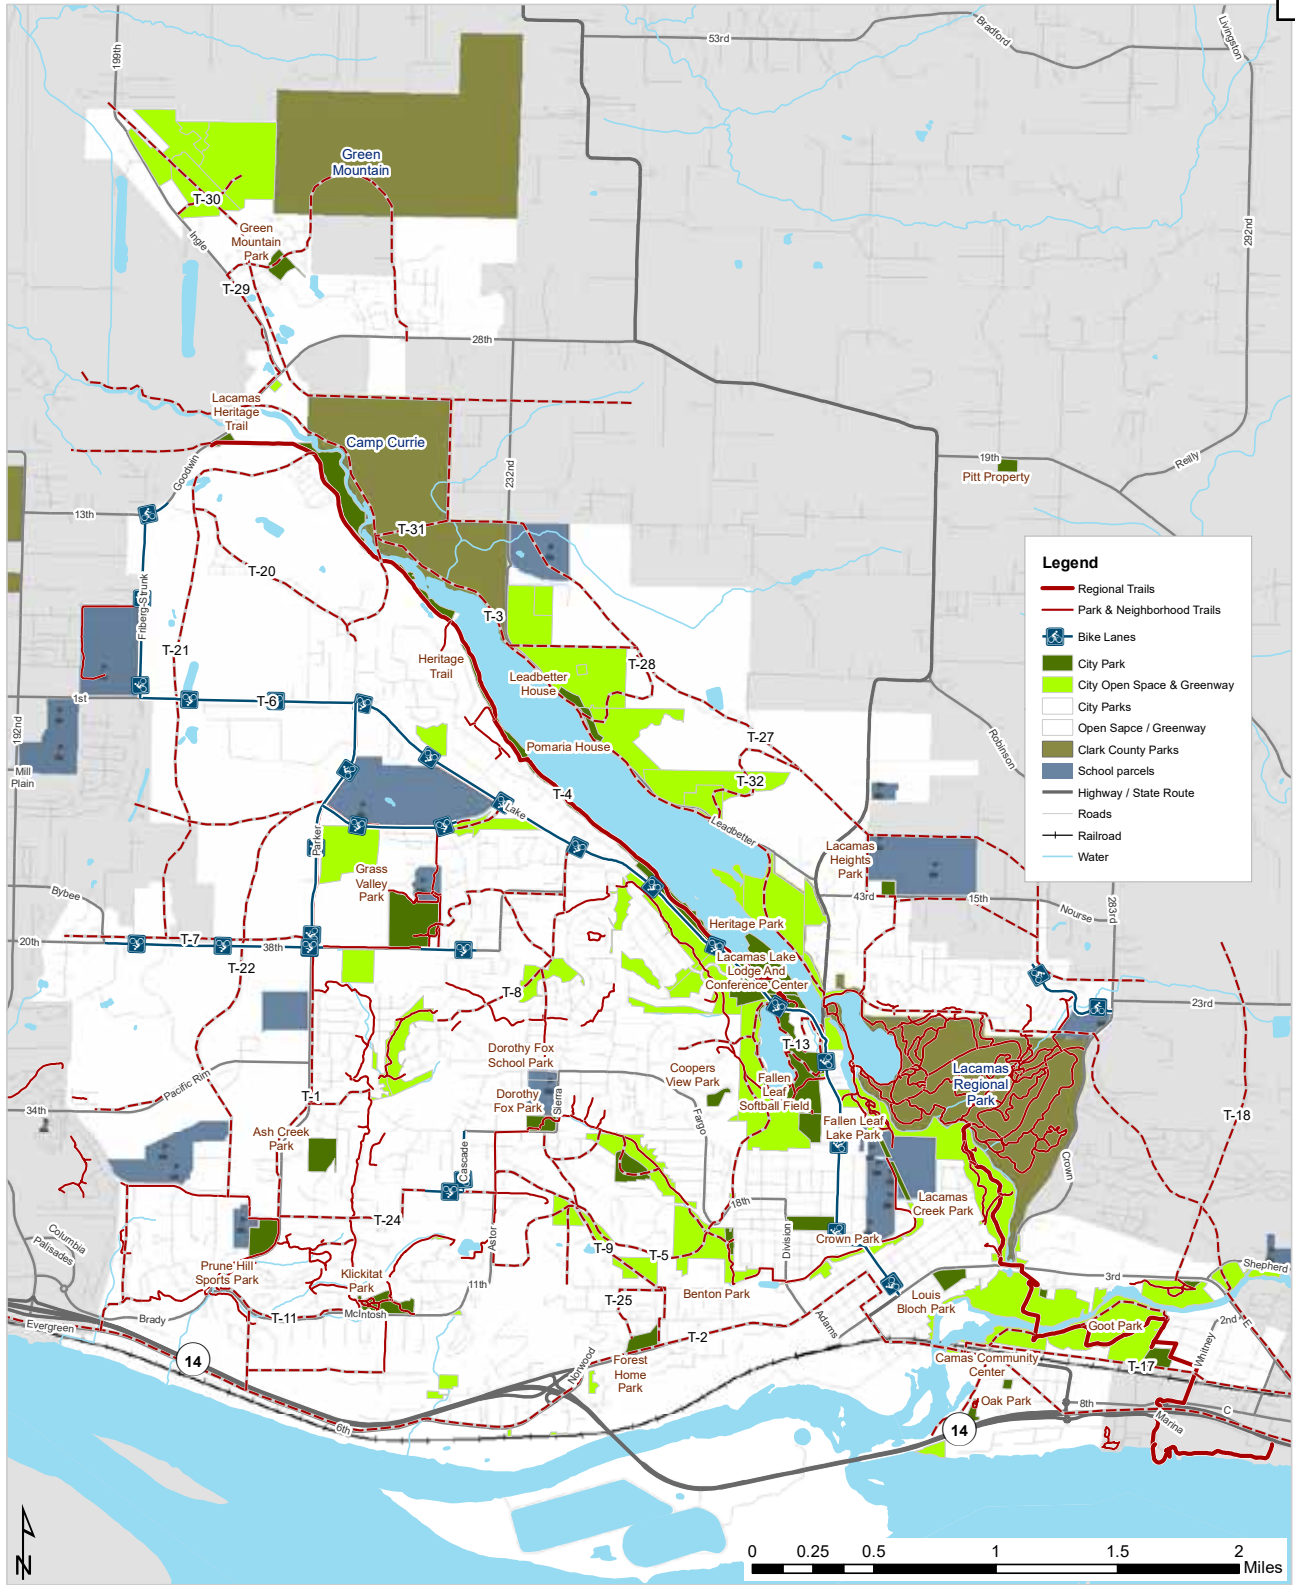 53rd
Bradford
Livingston
199th
Green
Mountain
T-30
Green
Mountain
Park
Ingle
292nd
T-29
28th
Lacamas
Heritage
Trail
Camp Currie
Goodwin
232nd
19th
Pitt Property
Reilly
13th
T-31
T-20
Friberg-Strunk
T-3
T-21
Heritage
Trail
Leadbetter
House
T-28
1st
T-6
192nd
Pomaria House
T-27
Robinson
Mill
Plain
T-32
T-4
Lake
Leadbetter
Parker
Lacamas
Heights
Park
Grass
Valley
Park
Bybee
43rd
15th
Nourse
283rd
Heritage Park
20th
T-7
38th
T-22
Lacamas Lake
Lodge And
Conference Center
T-8
23rd
T-13
Dorothy Fox
School Park
Coopers
View Park
Lacamas
Regional
Park
Pacific Rim
T-1
Dorothy
Fox Park
Sierra
Fallen
Leaf
Softball Field
34th
Fargo
Fallen Leaf
Lake Park
T-18
Ash Creek
Park
Cascade
Crown
18th
Lacamas
Creek Park
T-24
Columbia
Palisades
Astor
Division
Crown Park
T-9
T-5
Prune Hill
Sports Park
Klickitat
Park
11th
Benton Park
3rd
Shepherd
Louis
Bloch Park
T-25
T-11
McIntosh
Brady
Evergreen
Adams
Goot Park
2nd
E
T-2
Whitney
14
Norwood
Forest
Home
Park
Camas Community
Center
T-17
Oak Park
8th
C
Marina
6th
14
Legend
Regional Trails
Park & Neighborhood Trails
Bike Lanes
City Park
City Open Space & Greenway
City Parks
Open Sapce / Greenway
Clark County Parks
School parcels
Highway / State Route
Roads
Railroad
Water
N
0 0.25 0.5 1 1.5 2
Miles